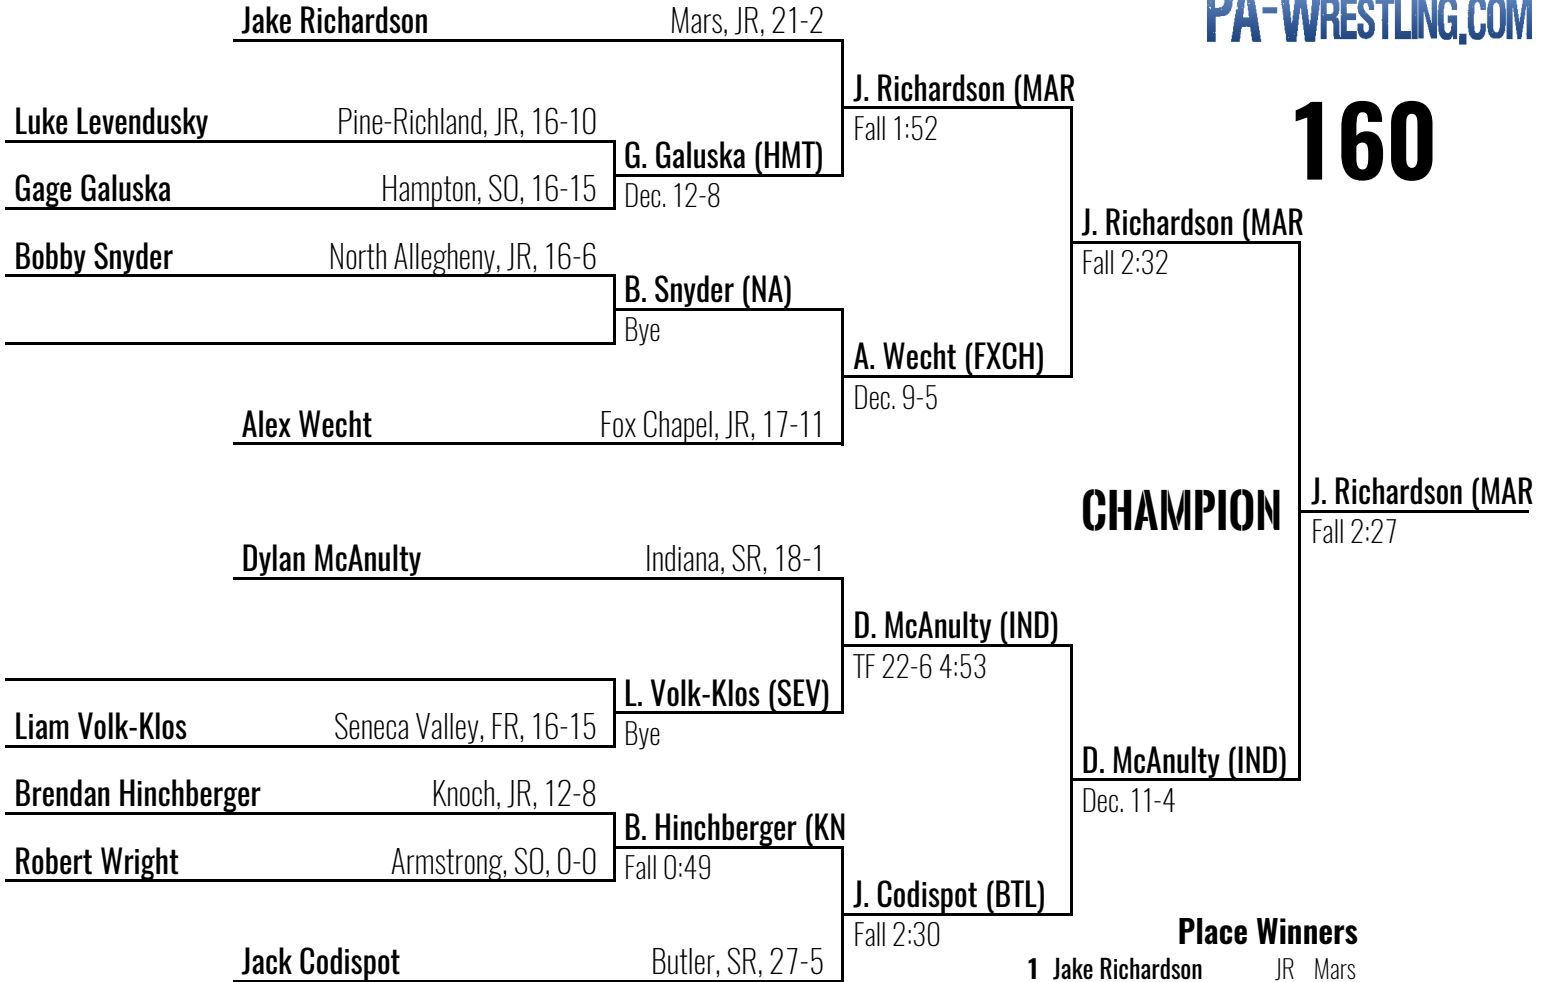 PA-WRESTLING.COM
160
Jake Richardson Mars, JR, 21-2
J. Richardson (MAR
Fall 1:52
Luke Levendusky Pine-Richland, JR, 16-10
G. Galuska (HMT)
Dec. 12-8
Gage Galuska Hampton, SO, 16-15
J. Richardson (MAR
Fall 2:32
Bobby Snyder North Allegheny, JR, 16-6
B. Snyder (NA)
Bye
A. Wecht (FXCH)
Dec. 9-5
Alex Wecht Fox Chapel, JR, 17-11
CHAMPION
J. Richardson (MAR
Fall 2:27
Dylan McAnulty Indiana, SR, 18-1
D. McAnulty (IND)
TF 22-6 4:53
L. Volk-Klos (SEV)
Bye
Liam Volk-Klos Seneca Valley, FR, 16-15
D. McAnulty (IND)
Dec. 11-4
Brendan Hinchberger Knoch, JR, 12-8
B. Hinchberger (KN
Fall 0:49
Robert Wright Armstrong, SO, 0-0
J. Codispot (BTL)
Fall 2:30
Jack Codispot Butler, SR, 27-5
Place Winners
1 Jake Richardson JR Mars